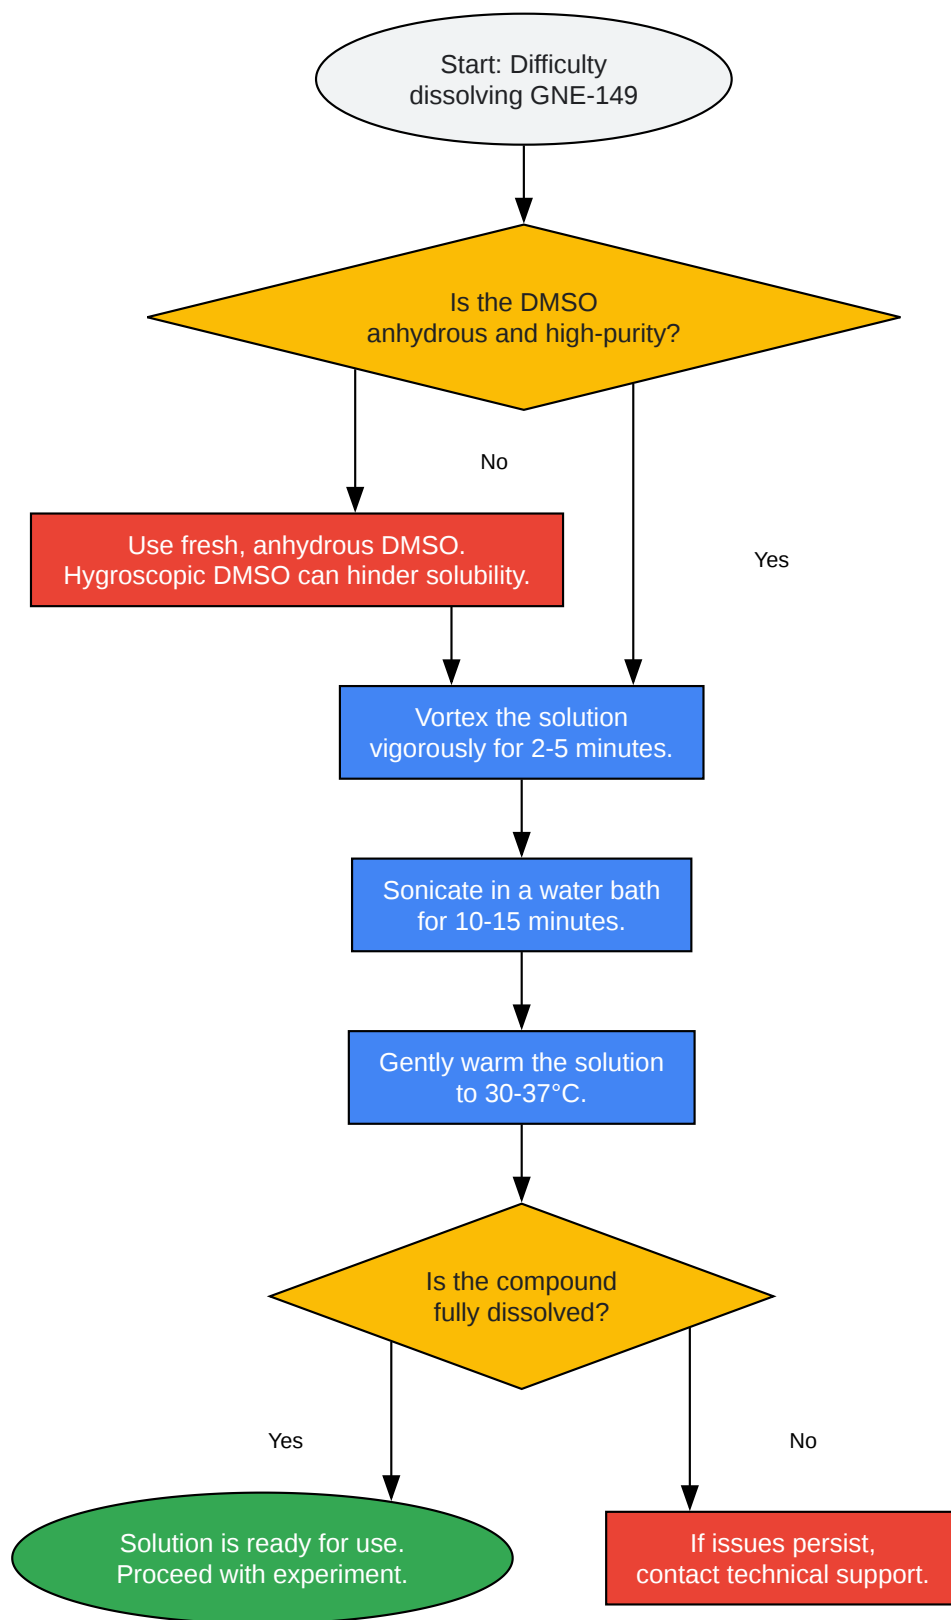 Start: Difficulty
dissolving GNE-149
Is the DMSO
anhydrous and high-purity?
No
Use fresh, anhydrous DMSO.
Hygroscopic DMSO can hinder solubility.
Yes
Vortex the solution
vigorously for 2-5 minutes.
Sonicate in a water bath
for 10-15 minutes.
Gently warm the solution
to 30-37°C.
Is the compound
fully dissolved?
Yes
No
Solution is ready for use.
Proceed with experiment.
If issues persist,
contact technical support.